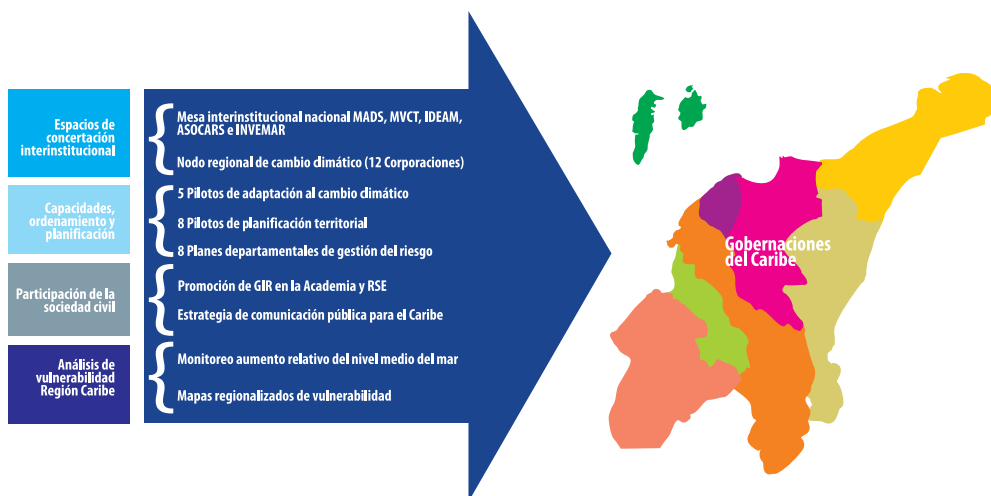 Espacios de
concertación
interinstitucional
Mesa interinstitucional nacional MADS, MVCT, IDEAM,
ASOCARS e INVEMAR
Nodo regional de cambio climático (12 Corporaciones)
Capacidades,
ordenamiento y
planificación
5 Pilotos de adaptación al cambio climático
8 Pilotos de planificación territorial
8 Planes departamentales de gestión del riesgo
Participación de la
sociedad civil
Promoción de GIR en la Academia y RSE
Estrategia de comunicación pública para el Caribe
Análisis de
vulnerabilidad
Región Caribe
Monitoreo aumento relativo del nivel medio del mar
Mapas regionalizados de vulnerabilidad
Gobernaciones
del Caribe